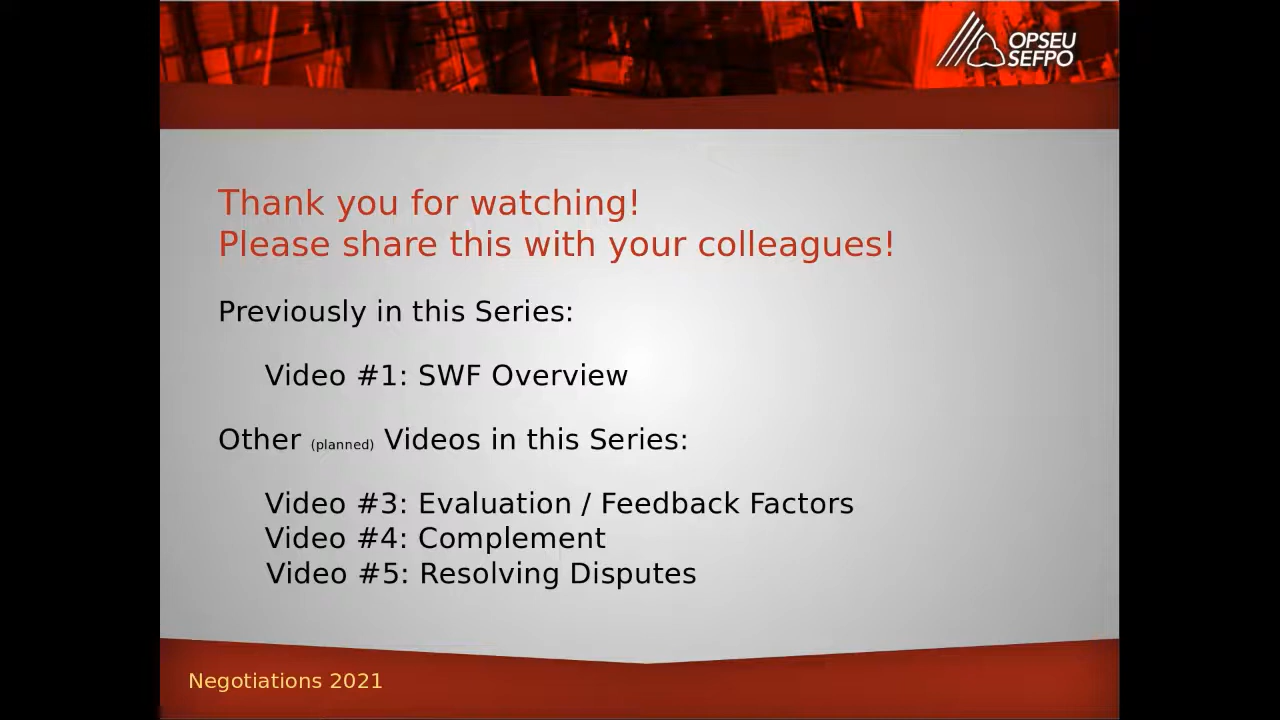 OPSEU
SEFPO
Thank you for watching!
Please share this with your colleagues!
Previously in this Series:
Video #1: SWF Overview
Other (planned) Videos in this Series:
Video #3: Evaluation / Feedback Factors
Video #4: Complement
Video #5: Resolving Disputes
Negotiations 2021